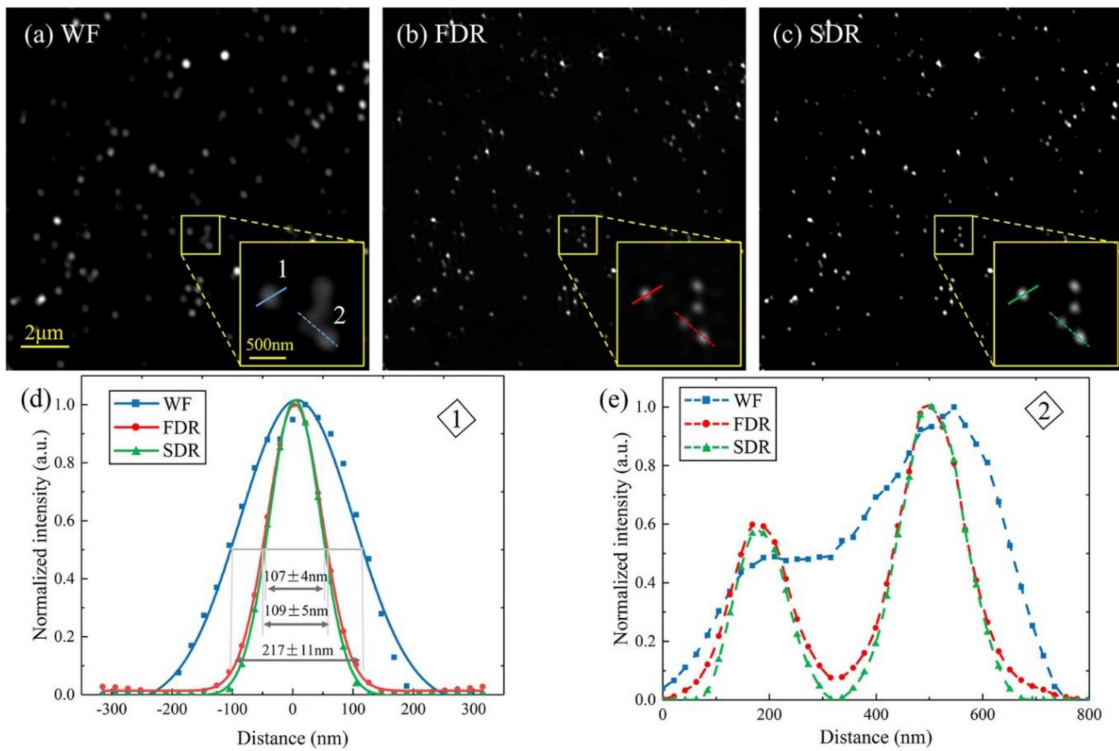 (a) WF
(b) FDR
(c) SDR
1
2
2μm
500nm
(d)
WF
FDR
SDR
1
Normalized intensity (a.u.)
1.0
0.8
0.6
0.4
0.2
0.0
107±4nm
109±5nm
217±11nm
-300 -200 -100 0 100 200 300
Distance (nm)
(e)
WF
FDR
SDR
2
Normalized intensity (a.u.)
1.0
0.8
0.6
0.4
0.2
0.0
0 200 400 600 800
Distance (nm)